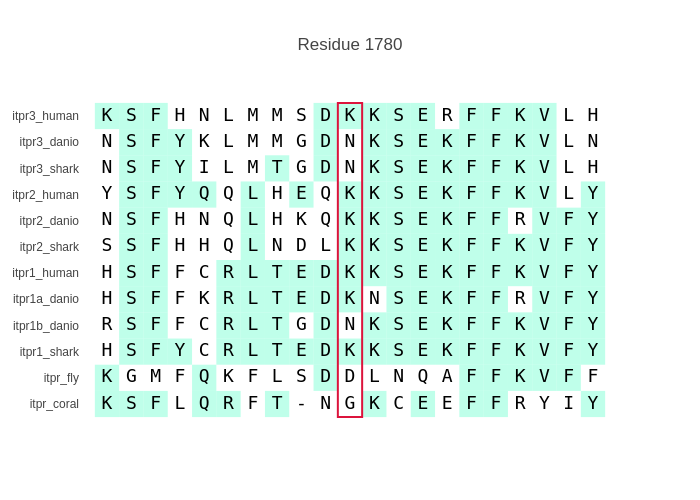 Residue 1780
itpr3_human K S F H N L M M S D K K S E R F F K V L H
itpr3_danio N S F Y K L M M G D N K S E K F F K V L N
itpr3_shark N S F Y I L M T G D N K S E K F F K V L H
itpr2_human Y S F Y Q Q L H E Q K K S E K F F K V L Y
itpr2_danio N S F H N Q L H K Q K K S E K F F R V F Y
itpr2_shark S S F H H Q L N D L K K S E K F F K V F Y
itpr1_human H S F F C R L T E D K K S E K F F K V F Y
itpr1a_danio H S F F K R L T E D K N S E K F F R V F Y
itpr1b_danio R S F F C R L T G D N K S E K F F K V F Y
itpr1_shark H S F Y C R L T E D K K S E K F F K V F Y
itpr_fly K G M F Q K F L S D D L N Q A F F K V F F
itpr_coral K S F L Q R F T - N G K C E E F F R Y I Y